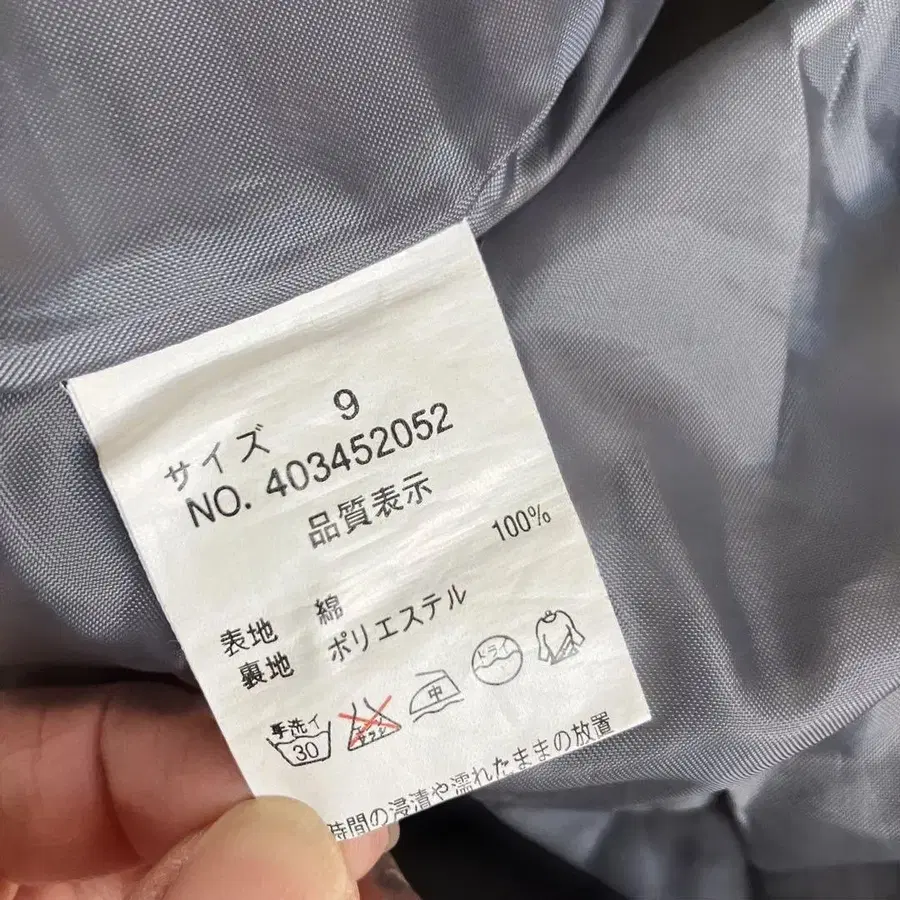 サイズ 9
NO. 403452052
品質表示
表地 綿 100%
裏地 ポリエステル
手洗イ 30 中 ドライ
時間の浸漬や濡れたままの放置